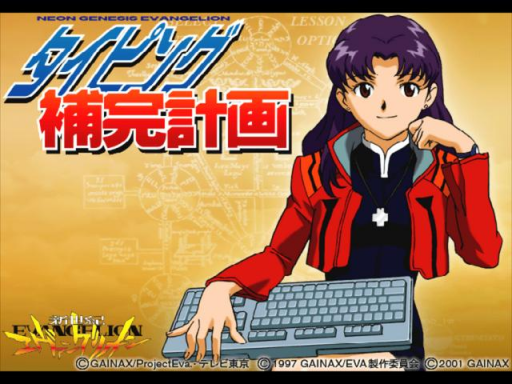 NEON GENESIS EVANGELION
タイピング
補完計画
LESSON
OPTION
新世紀
EVANGELION
エヴァンゲリオン
©GAINAX/ProjectEva.・テレビ東京 ©1997 GAINAX/EVA製作委員会 ©2001 GAINAX